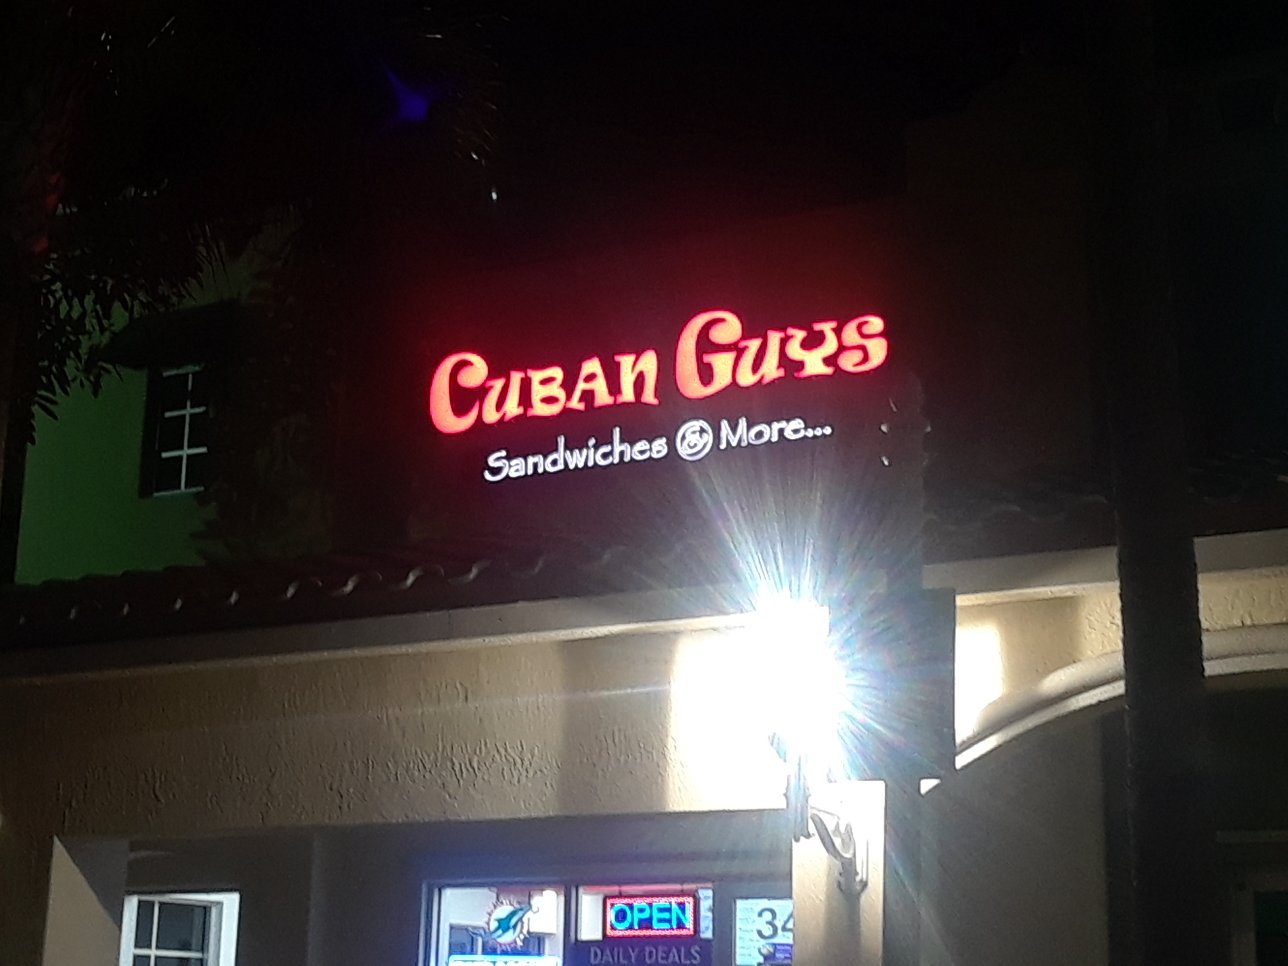 CUBAN GUYS
Sandwiches & More...
OPEN
34
DAILY DEALS